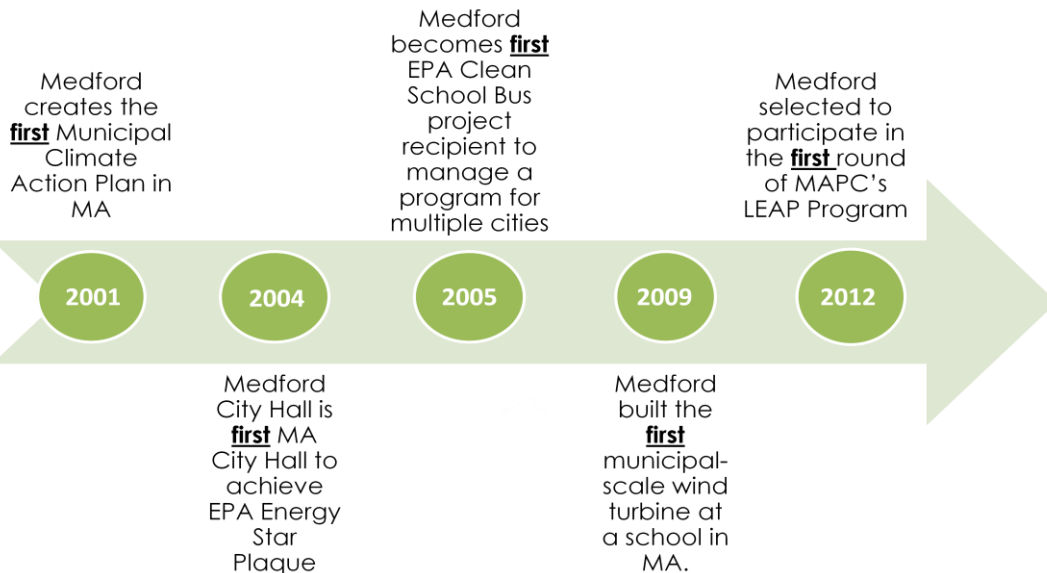 Medford
creates the
first Municipal
Climate
Action Plan in
MA
Medford
becomes first
EPA Clean
School Bus
project
recipient to
manage a
program for
multiple cities
Medford
selected to
participate in
the first round
of MAPC's
LEAP Program
2001
2004
2005
2009
2012
Medford
City Hall is
first MA
City Hall to
achieve
EPA Energy
Star
Plaque
Medford
built the
first
municipal-
scale wind
turbine at
a school in
MA.